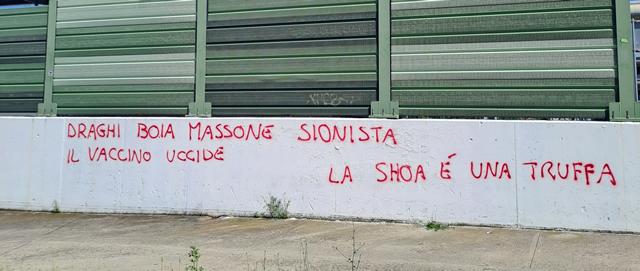 DRAGHI BOIA MASSONE SIONISTA
IL VACCINO UCCIDE
LA SHOA É UNA TRUFFA